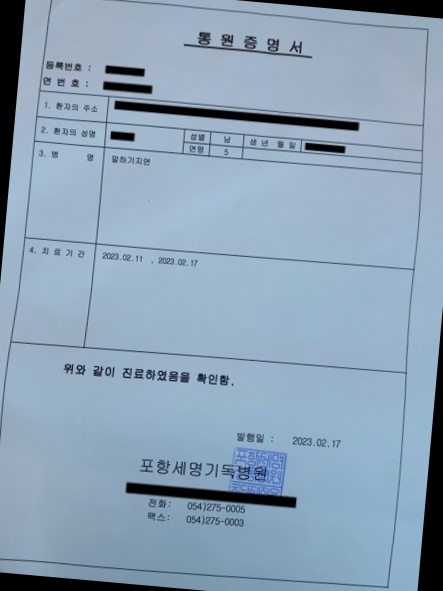 통 원 증 명 서
등록번호 :
연 번 호 :
1. 환자의 주소
2. 환자의 성명 성별 남 생 년 월 일
연령 5
3. 병 명 말하기지연
4. 치 료 기 간 2023.02.11 , 2023.02.17
위와 같이 진료하였음을 확인함.
발행일 : 2023.02.17
포항세명기독병원
전화: 054)275-0005
팩스: 054)275-0003